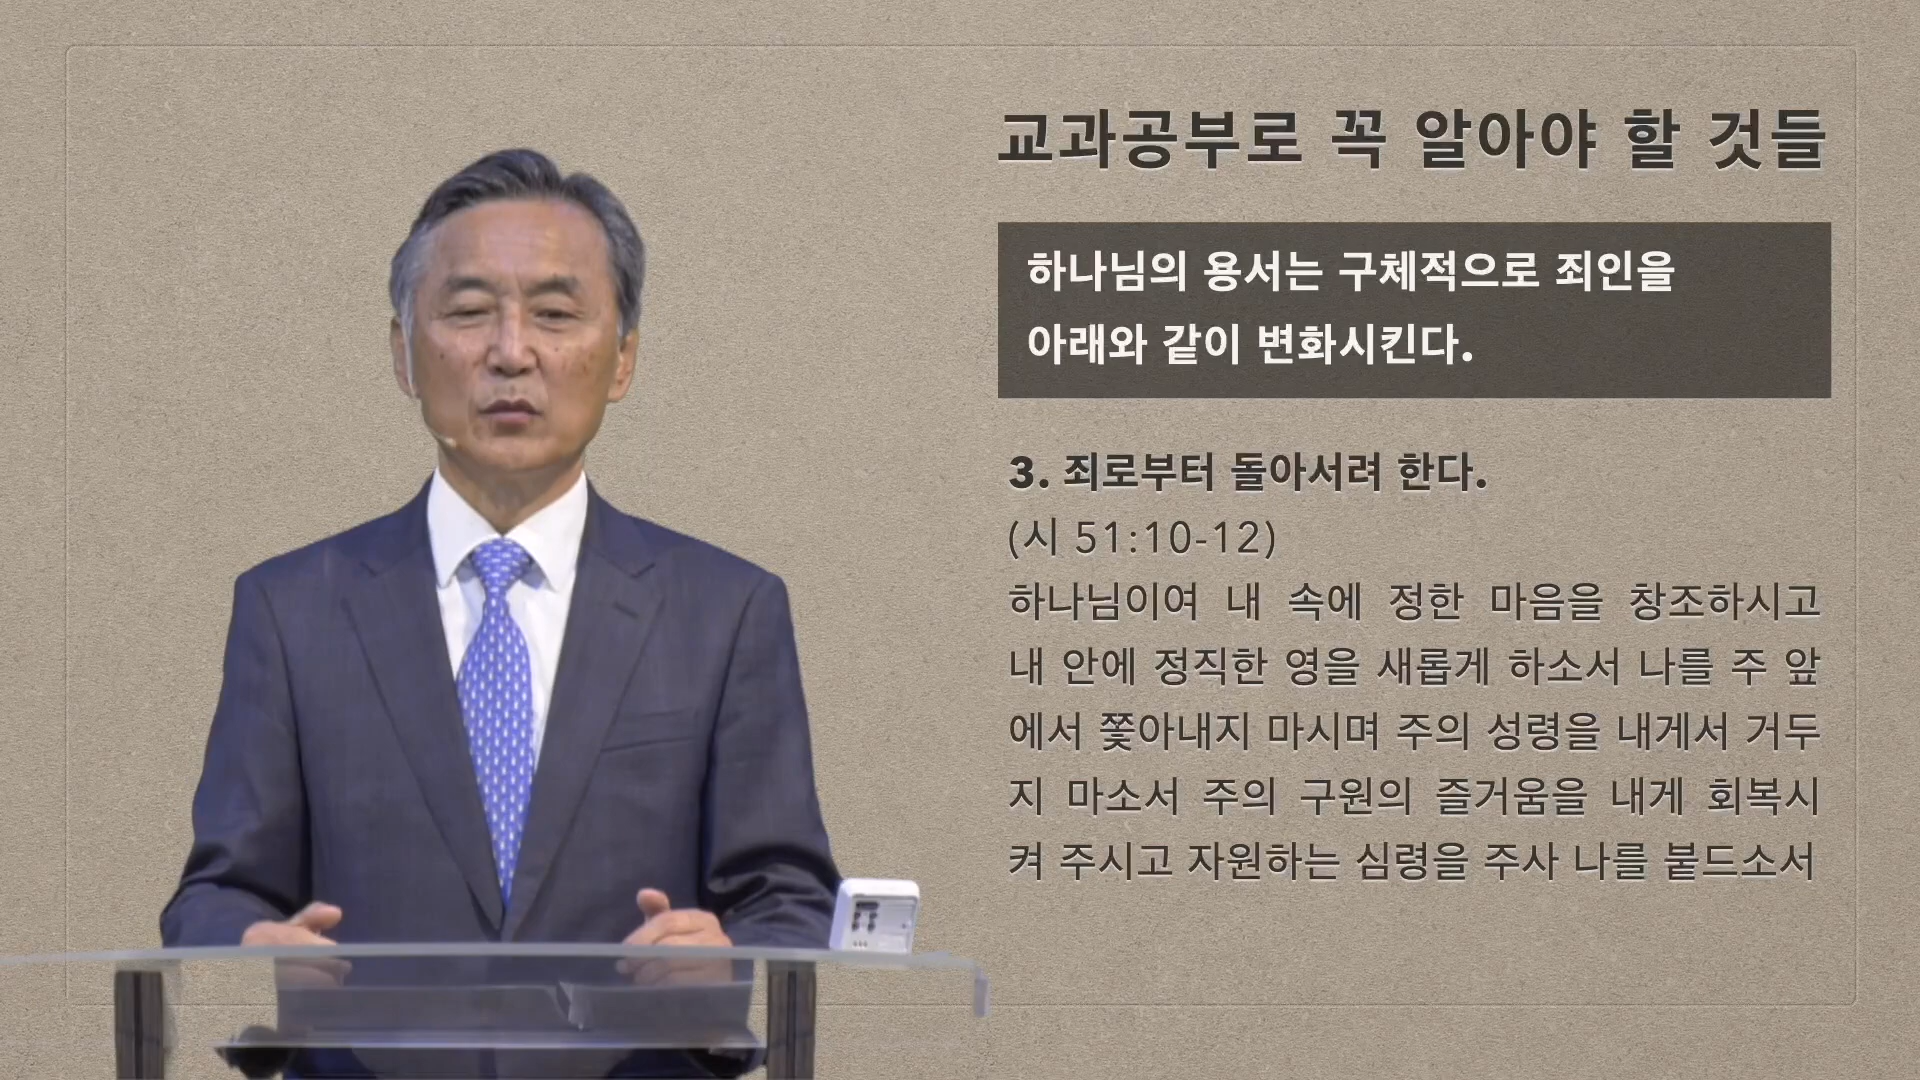 교과공부로 꼭 알아야 할 것들
하나님의 용서는 구체적으로 죄인을
아래와 같이 변화시킨다.
3. 죄로부터 돌아서려 한다.
(시 51:10-12)
하나님이여 내 속에 정한 마음을 창조하시고
내 안에 정직한 영을 새롭게 하소서 나를 주 앞
에서 쫓아내지 마시며 주의 성령을 내게서 거두
지 마소서 주의 구원의 즐거움을 내게 회복시
켜 주시고 자원하는 심령을 주사 나를 붙드소서